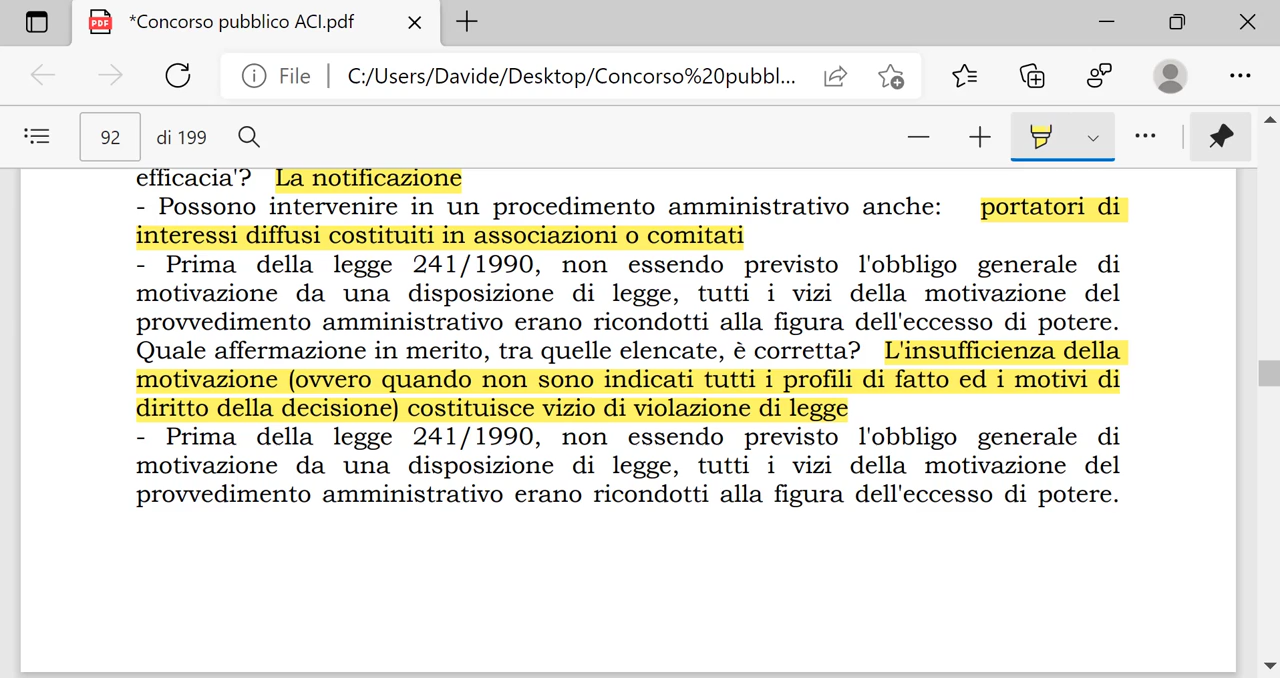 *Concorso pubblico ACI.pdf
File | C:/Users/Davide/Desktop/Concorso%20pubbl...
92 di 199
efficacia'? La notificazione
- Possono intervenire in un procedimento amministrativo anche: portatori di
interessi diffusi costituiti in associazioni o comitati
- Prima della legge 241/1990, non essendo previsto l'obbligo generale di
motivazione da una disposizione di legge, tutti i vizi della motivazione del
provvedimento amministrativo erano ricondotti alla figura dell'eccesso di potere.
Quale affermazione in merito, tra quelle elencate, è corretta? L'insufficienza della
motivazione (ovvero quando non sono indicati tutti i profili di fatto ed i motivi di
diritto della decisione) costituisce vizio di violazione di legge
- Prima della legge 241/1990, non essendo previsto l'obbligo generale di
motivazione da una disposizione di legge, tutti i vizi della motivazione del
provvedimento amministrativo erano ricondotti alla figura dell'eccesso di potere.